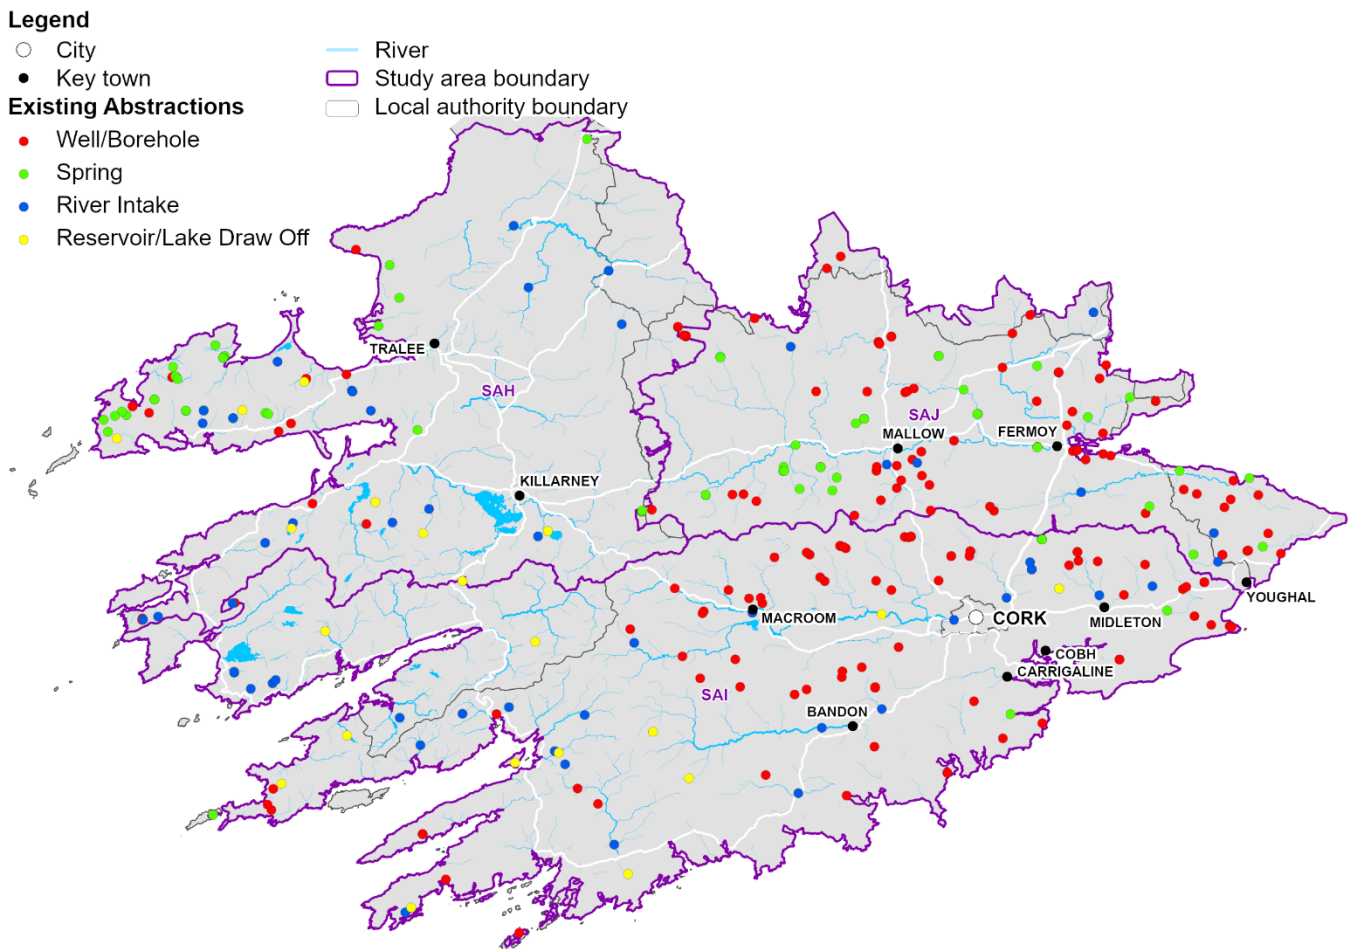 Legend
City
River
Key town
Study area boundary
Existing Abstractions
Local authority boundary
Well/Borehole
Spring
River Intake
Reservoir/Lake Draw Off
TRALEE
SAH
SAJ
MALLOW
FERMOY
KILLARNEY
YOUGHAL
MACROOM
CORK
MIDLETON
COBH
CARRIGALINE
SAI
BANDON